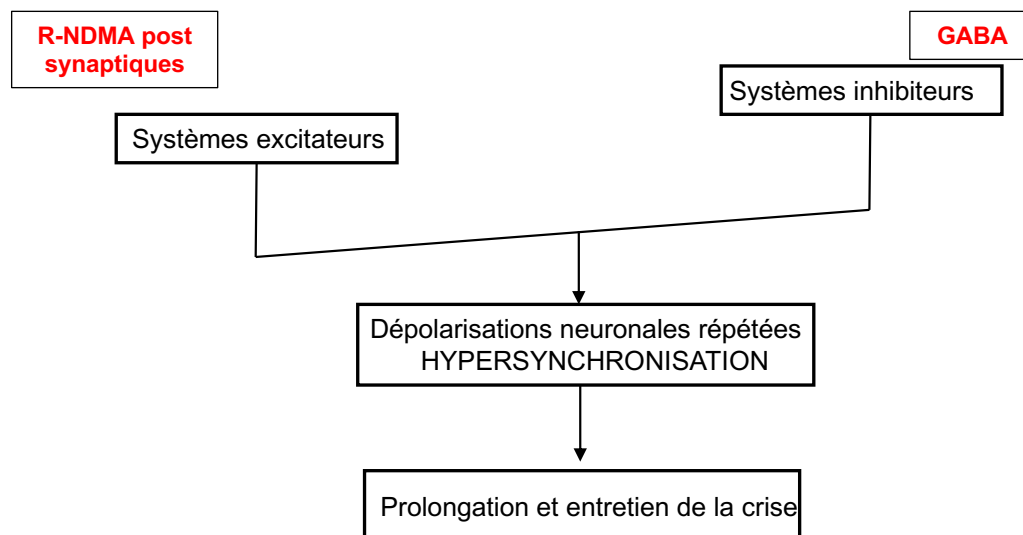 R-NDMA post
synaptiques
GABA
Systèmes inhibiteurs
Systèmes excitateurs
Dépolarisations neuronales répétées
HYPERSYNCHRONISATION
Prolongation et entretien de la crise